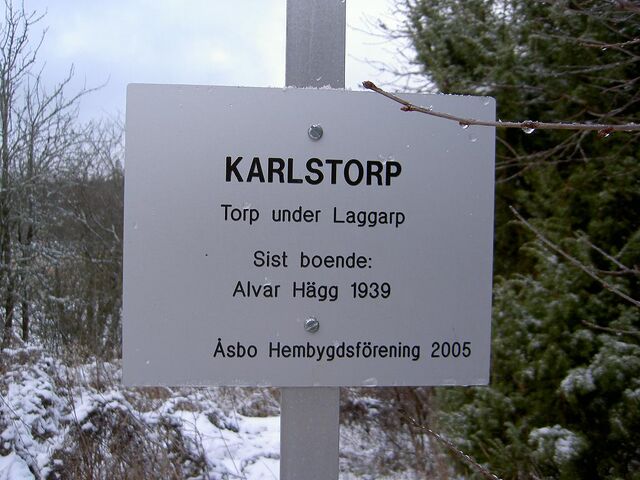 KARLSTORP
Torp under Laggarp
Sist boende:
Alvar Hägg 1939
Åsbo Hembygdsförening 2005